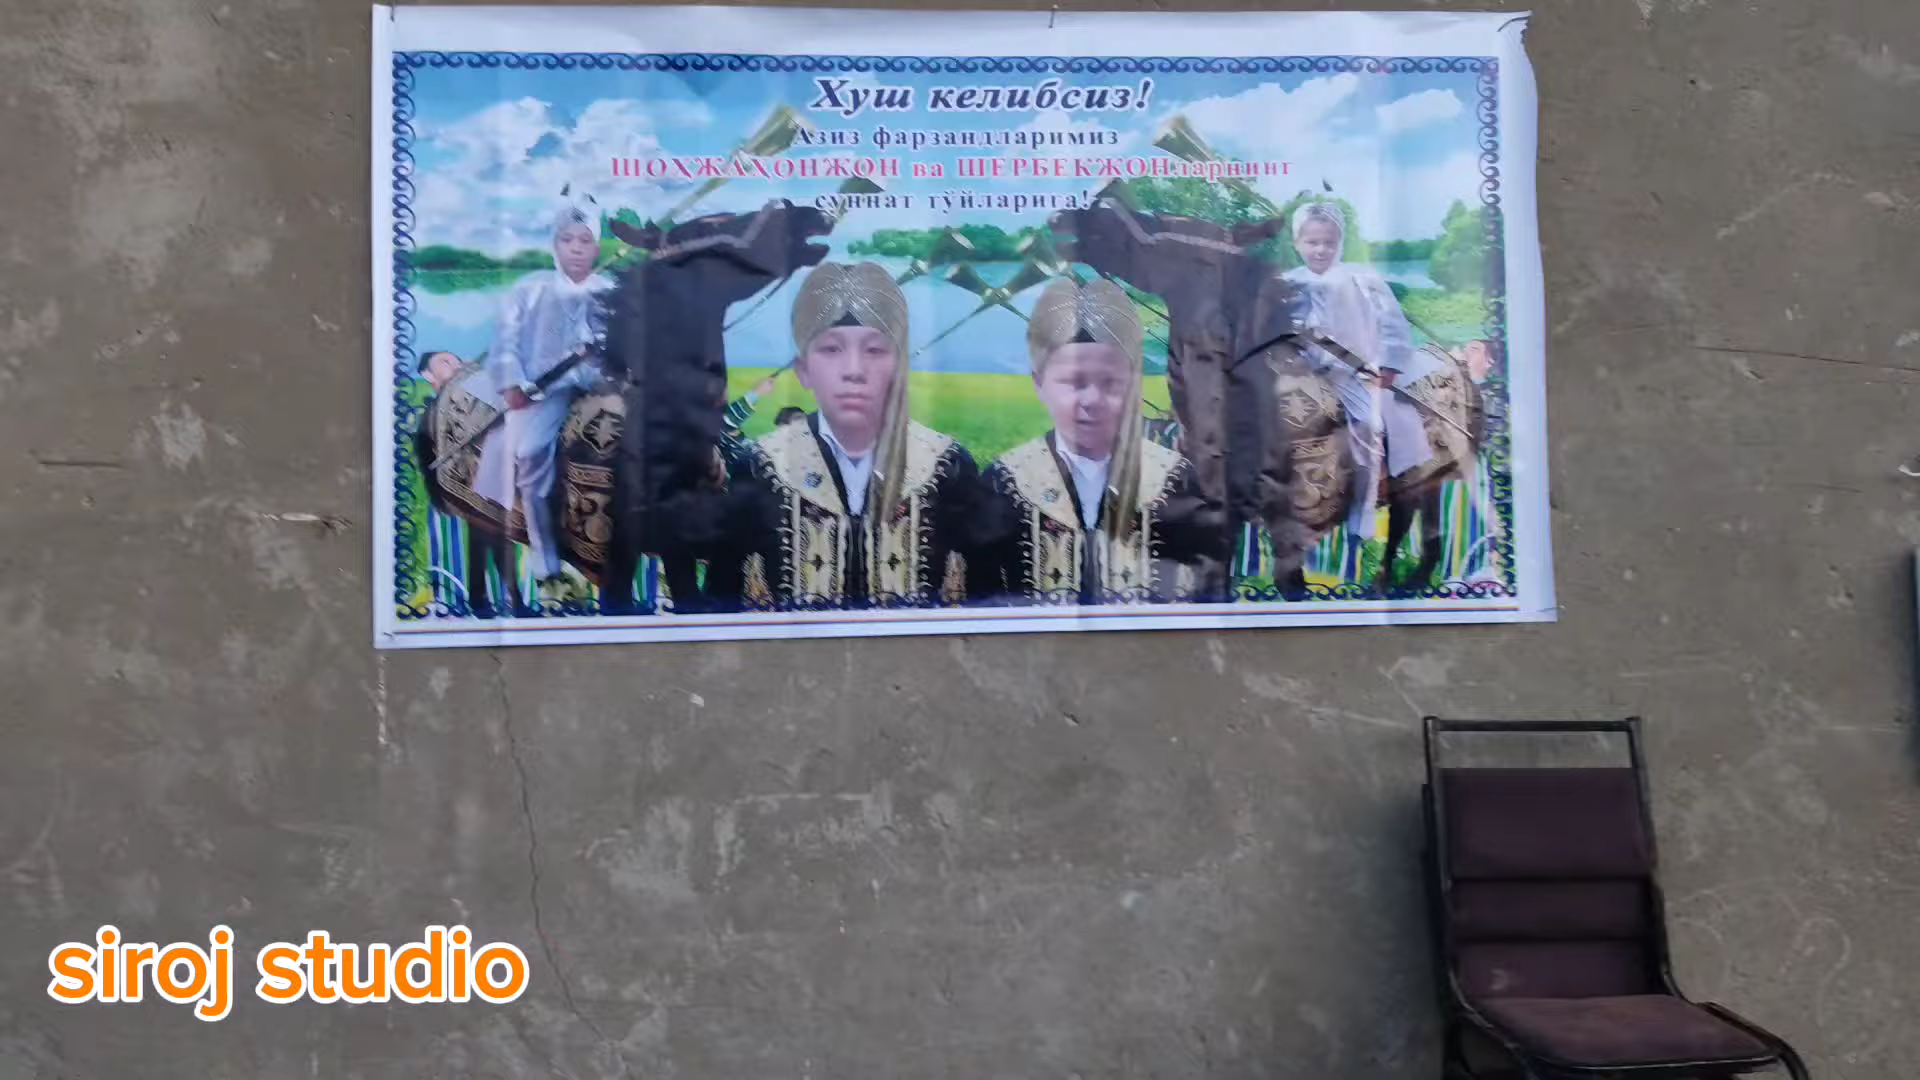 Хуш келибсиз!
Азиз фарзандларимиз
ШОҲЖАҲОНЖОН ва ШЕРБЕКЖОНларнинг
суннат тўйларига!
siroj studio